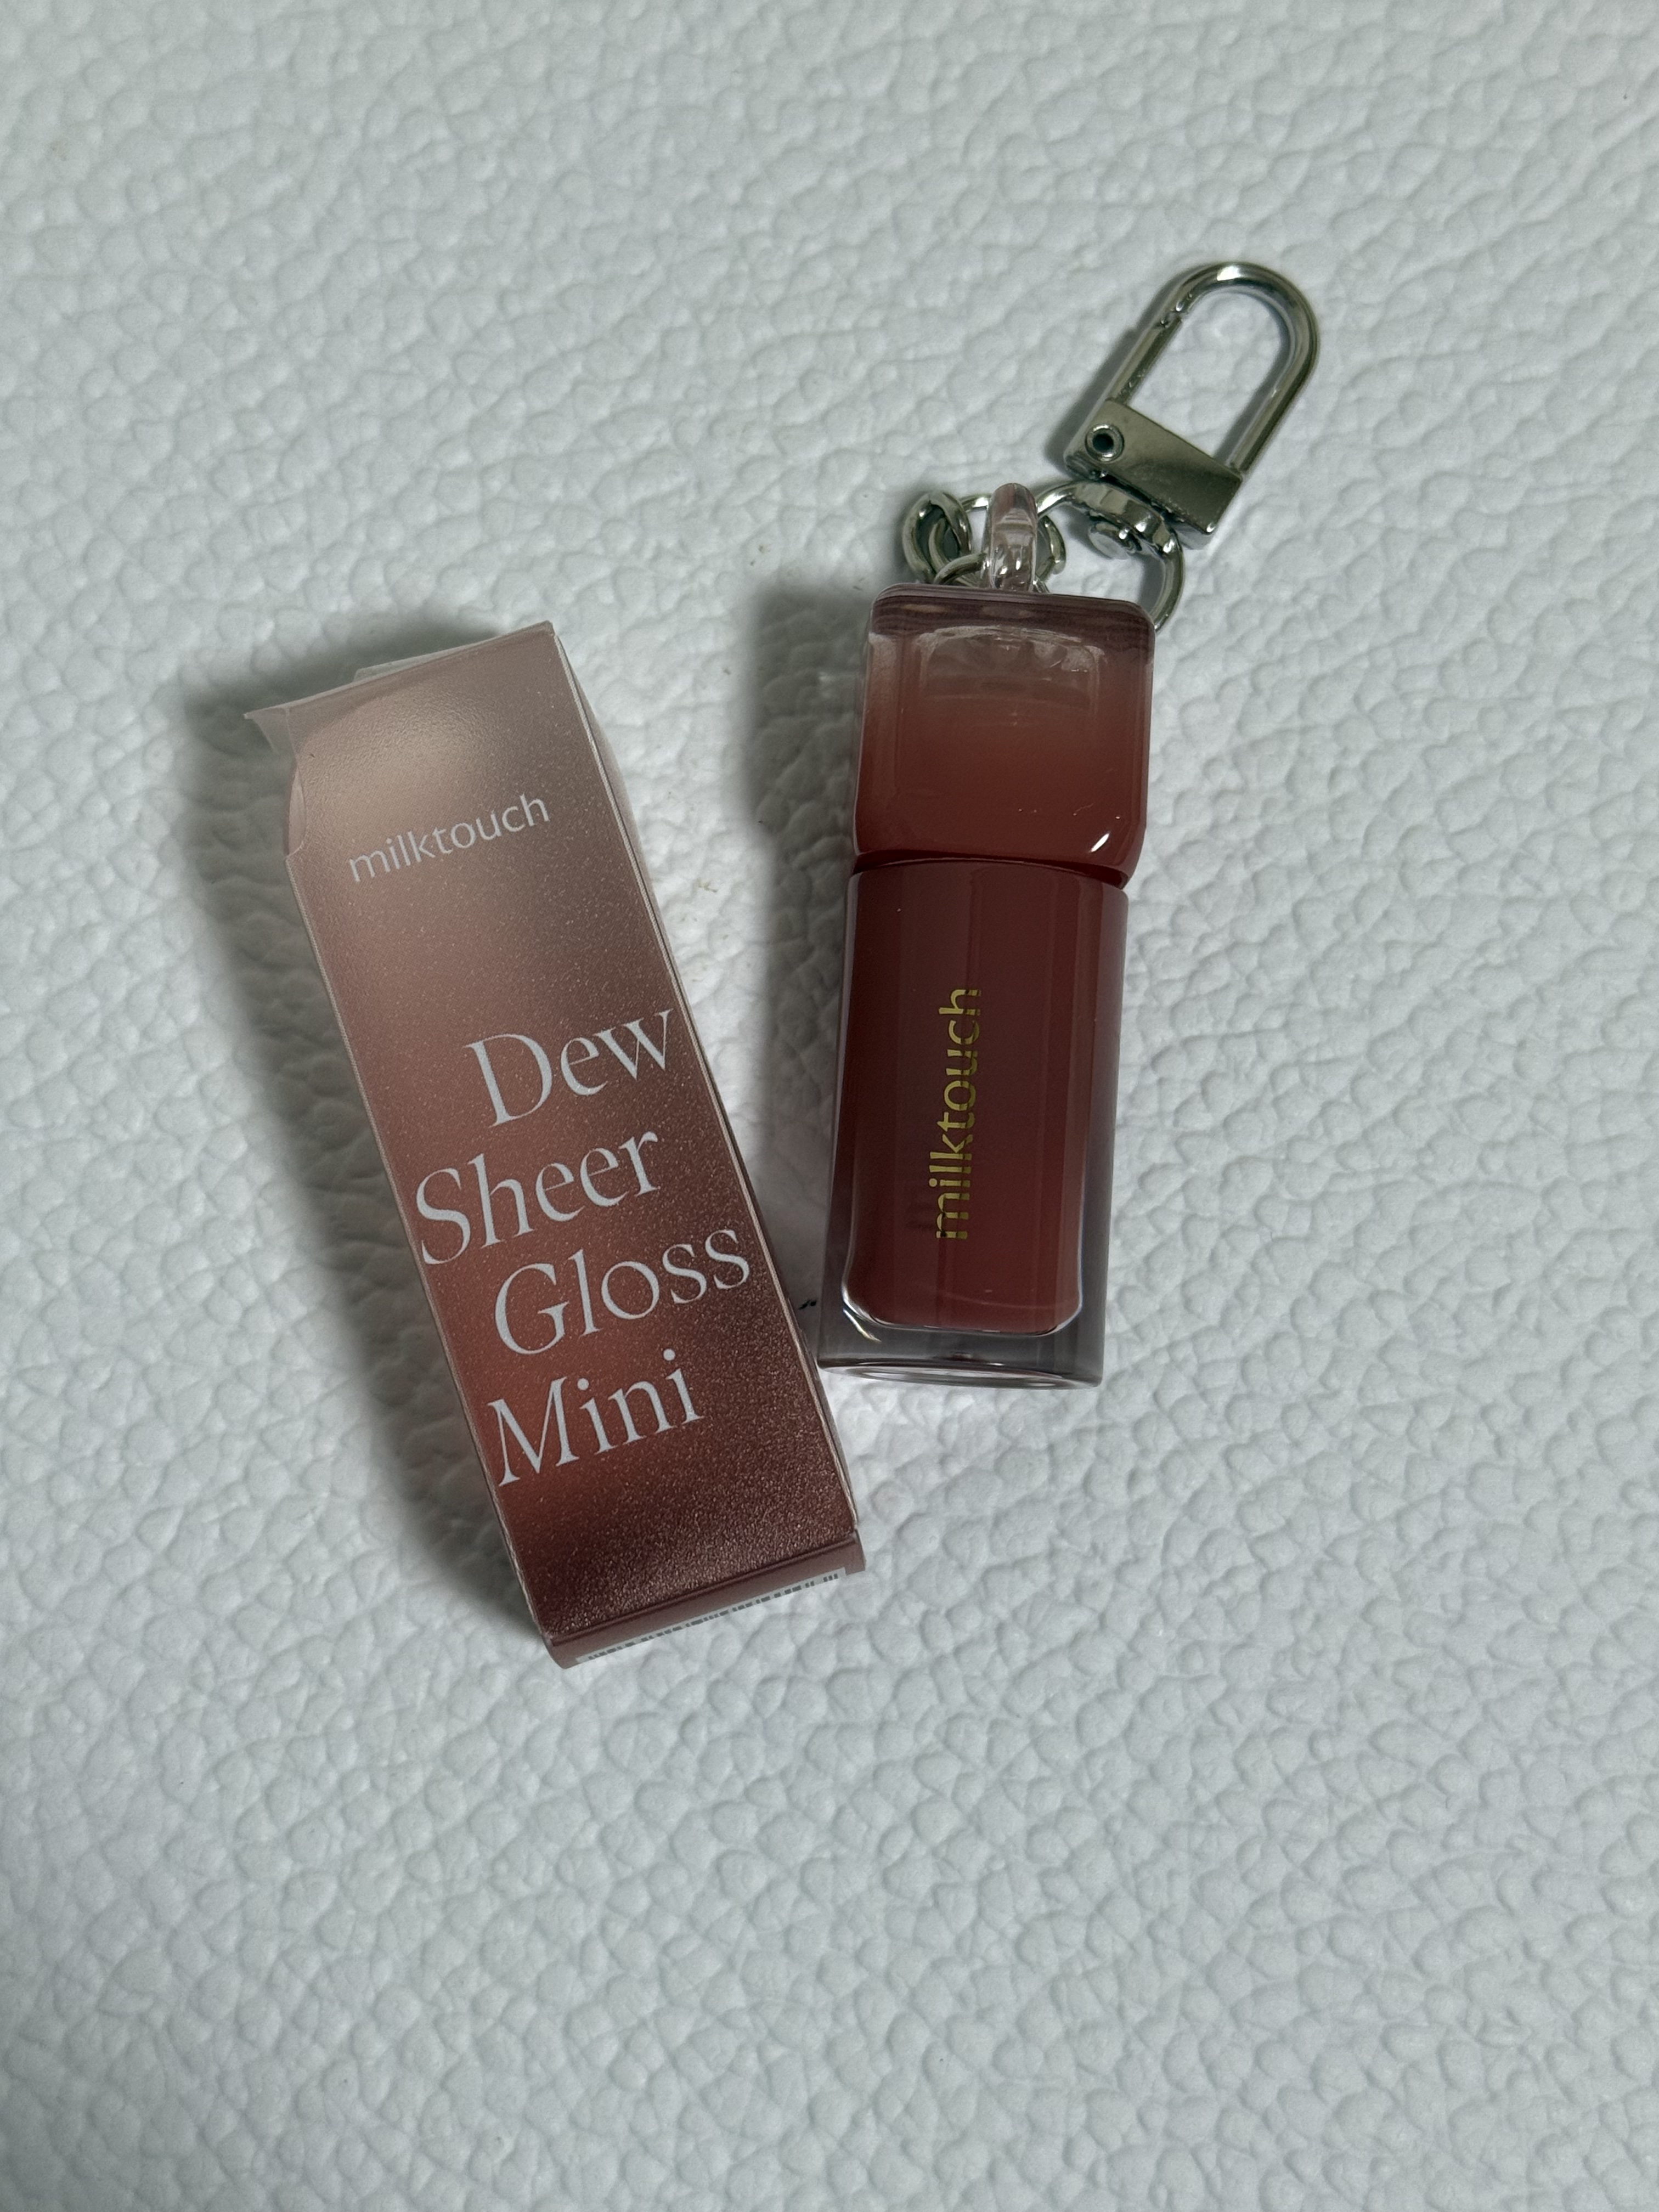 milktouch
Dew
Sheer
Gloss
Mini
milktouch